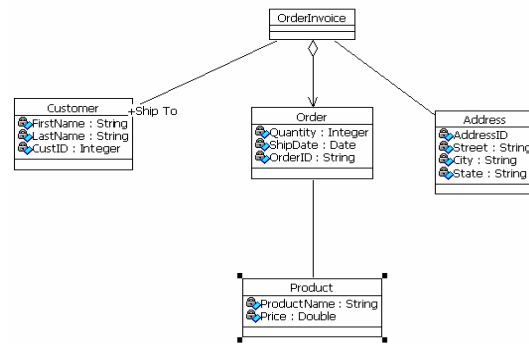 OrderInvoice
Customer
FirstName : String
LastName : String
CustID : Integer
+Ship To
Order
Quantity : Integer
ShipDate : Date
OrderID : String
Address
AddressID
Street : String
City : String
State : String
Product
ProductName : String
Price : Double